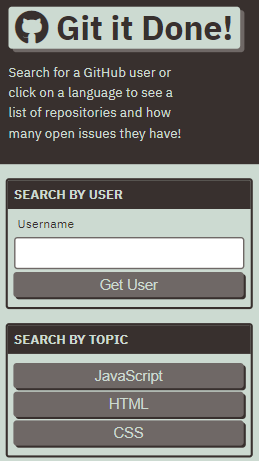 Git it Done!
Search for a GitHub user or
click on a language to see a
list of repositories and how
many open issues they have!
SEARCH BY USER
Username
Get User
SEARCH BY TOPIC
JavaScript
HTML
CSS